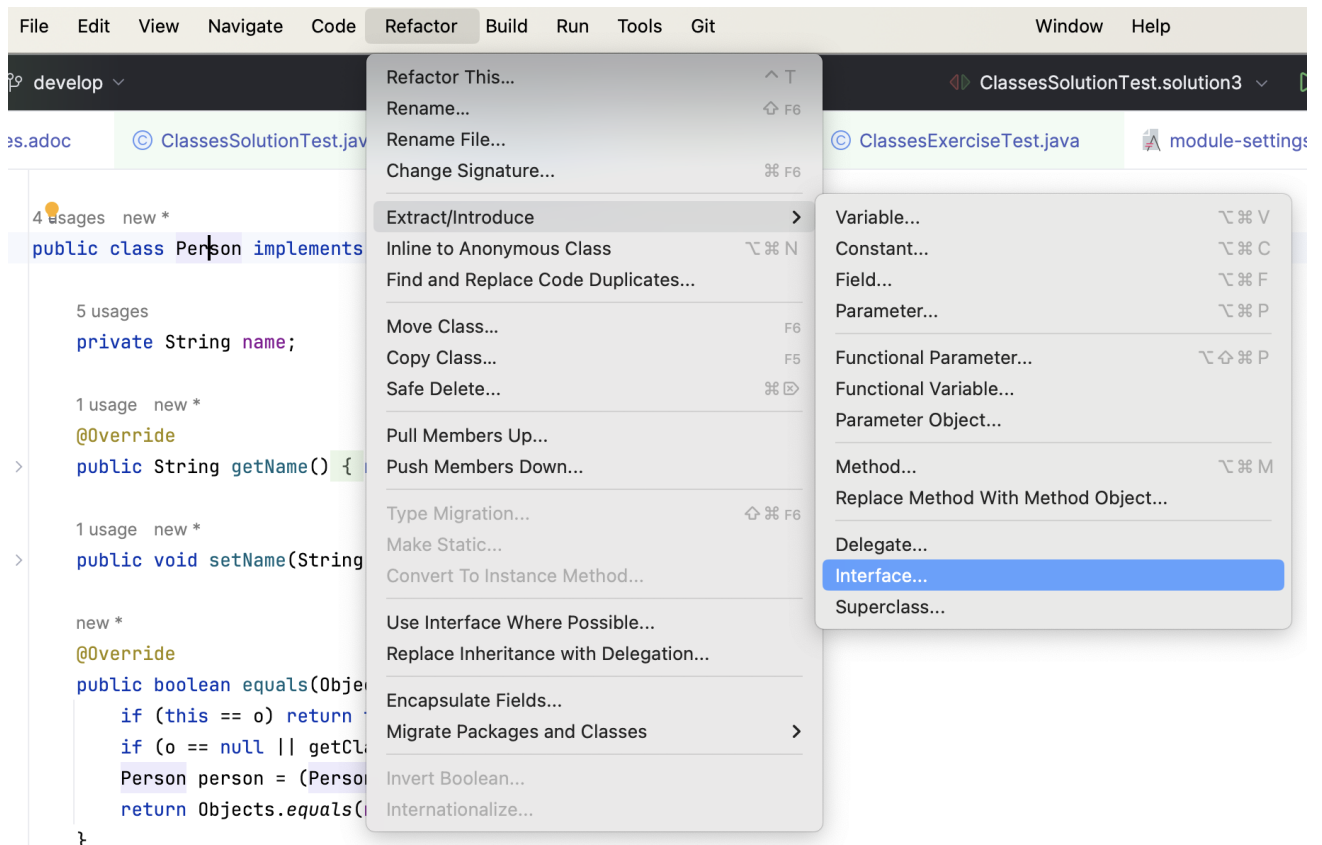 File Edit View Navigate Code Refactor Build Run Tools Git Window Help
develop ClassesSolutionTest.solution3
es.adoc ClassesSolutionTest.jav ClassesExerciseTest.java module-settings
Refactor This... ^ T
Rename... ⇧ F6
Rename File...
Change Signature... ⌘ F6
Extract/Introduce
Inline to Anonymous Class ⌥⌘N
Find and Replace Code Duplicates...
Move Class... F6
Copy Class... F5
Safe Delete... ⌘⌦
Pull Members Up...
Push Members Down...
Type Migration... ⇧⌘F6
Make Static...
Convert To Instance Method...
Use Interface Where Possible...
Replace Inheritance with Delegation...
Encapsulate Fields...
Migrate Packages and Classes
Invert Boolean...
Internationalize...
Variable... ⌥⌘V
Constant... ⌥⌘C
Field... ⌥⌘F
Parameter... ⌥⌘P
Functional Parameter... ⌥⇧⌘P
Functional Variable...
Parameter Object...
Method... ⌥⌘M
Replace Method With Method Object...
Delegate...
Interface...
Superclass...
4 usages new *
public class Person implements
5 usages
private String name;
1 usage new *
@Override
public String getName() {
1 usage new *
public void setName(String
new *
@Override
public boolean equals(Obje
if (this == o) return
if (o == null || getCla
Person person = (Perso
return Objects.equals(
}